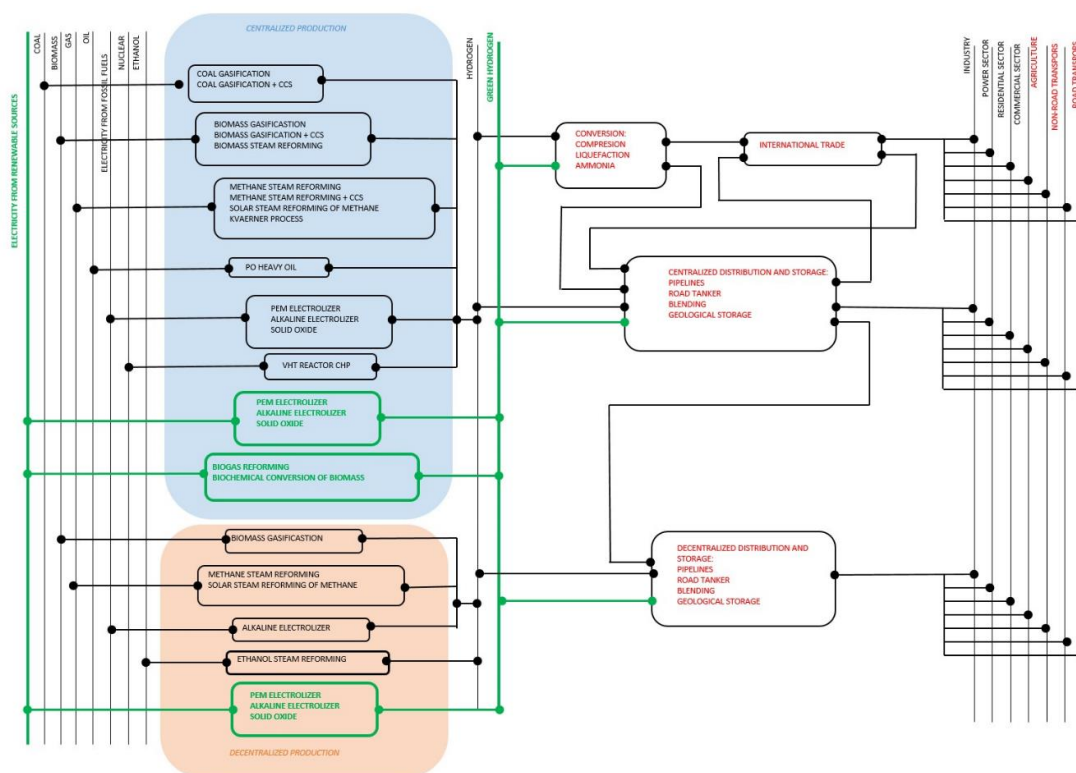 CENTRALIZED PRODUCTION
ELECTRICITY FROM RENEWABLE SOURCES
COAL
BIOMASS
GAS
OIL
ELECTRICITY FROM FOSSIL FUELS
NUCLEAR
ETHANOL
COAL GASIFICATION
COAL GASIFICATION + CCS
BIOMASS GASIFICASTION
BIOMASS GASIFICATION + CCS
BIOMASS STEAM REFORMING
METHANE STEAM REFORMING
METHANE STEAM REFORMING + CCS
SOLAR STEAM REFORMING OF METHANE
KVAERNER PROCESS
PO HEAVY OIL
PEM ELECTROLIZER
ALKALINE ELECTROLIZER
SOLID OXIDE
VHT REACTOR CHP
PEM ELECTROLIZER
ALKALINE ELECTROLIZER
SOLID OXIDE
BIOGAS REFORMING
BIOCHEMICAL CONVERSION OF BIOMASS
BIOMASS GASIFICASTION
METHANE STEAM REFORMING
SOLAR STEAM REFORMING OF METHANE
ALKALINE ELECTROLIZER
ETHANOL STEAM REFORMING
PEM ELECTROLIZER
ALKALINE ELECTROLIZER
SOLID OXIDE
DECENTRALIZED PRODUCTION
HYDROGEN
GREEN HYDROGEN
CONVERSION:
COMPRESION
LIQUEFACTION
AMMONIA
INTERNATIONAL TRADE
CENTRALIZED DISTRIBUTION AND STORAGE:
PIPELINES
ROAD TANKER
BLENDING
GEOLOGICAL STORAGE
DECENTRALIZED DISTRIBUTION AND
STORAGE:
PIPELINES
ROAD TANKER
BLENDING
GEOLOGICAL STORAGE
INDUSTRY
POWER SECTOR
RESIDENTIAL SECTOR
COMMERCIAL SECTOR
AGRICULTURE
NON-ROAD TRANSPORS
ROAD TRANSPORS